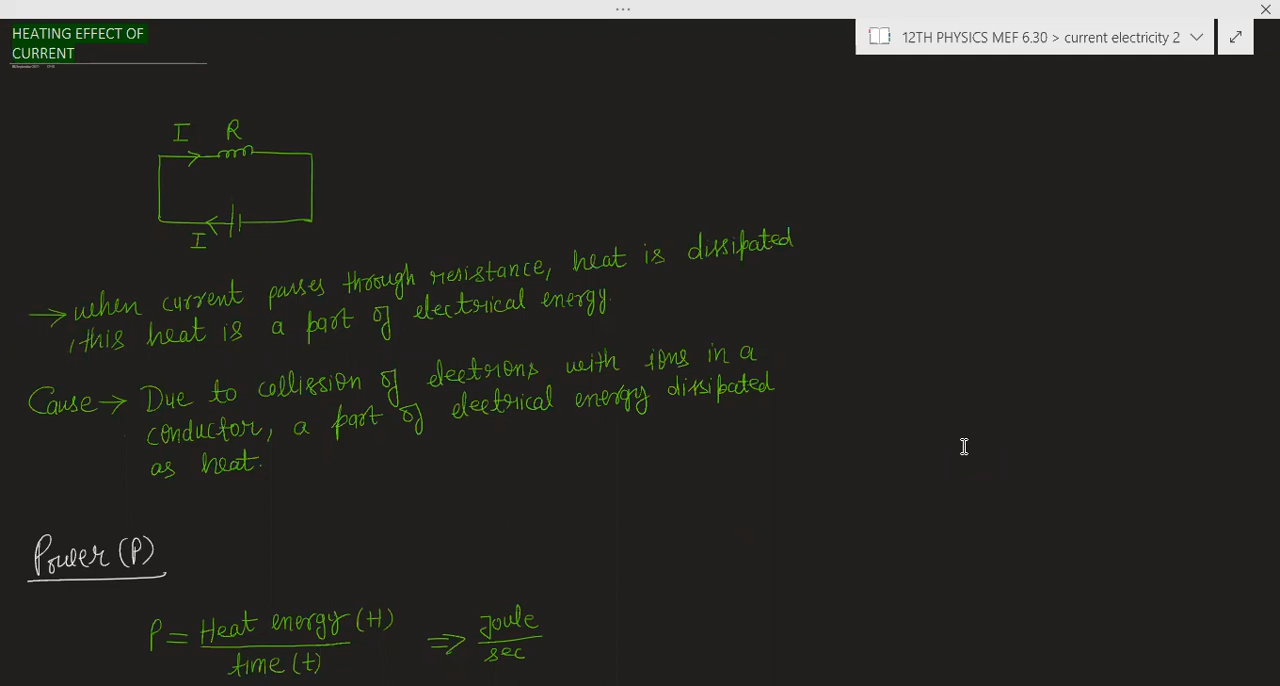 HEATING EFFECT OF
CURRENT
12TH PHYSICS MEF 6.30 > current electricity 2
I R
I
→ when current passes through resistance, heat is dissipated
, this heat is a part of electrical energy.
Cause → Due to collission of electrons with ions in a
conductor, a part of electrical energy dissipated
as heat.
Power (P)
P = Heat energy (H) ⇒ Joule
time (t) sec